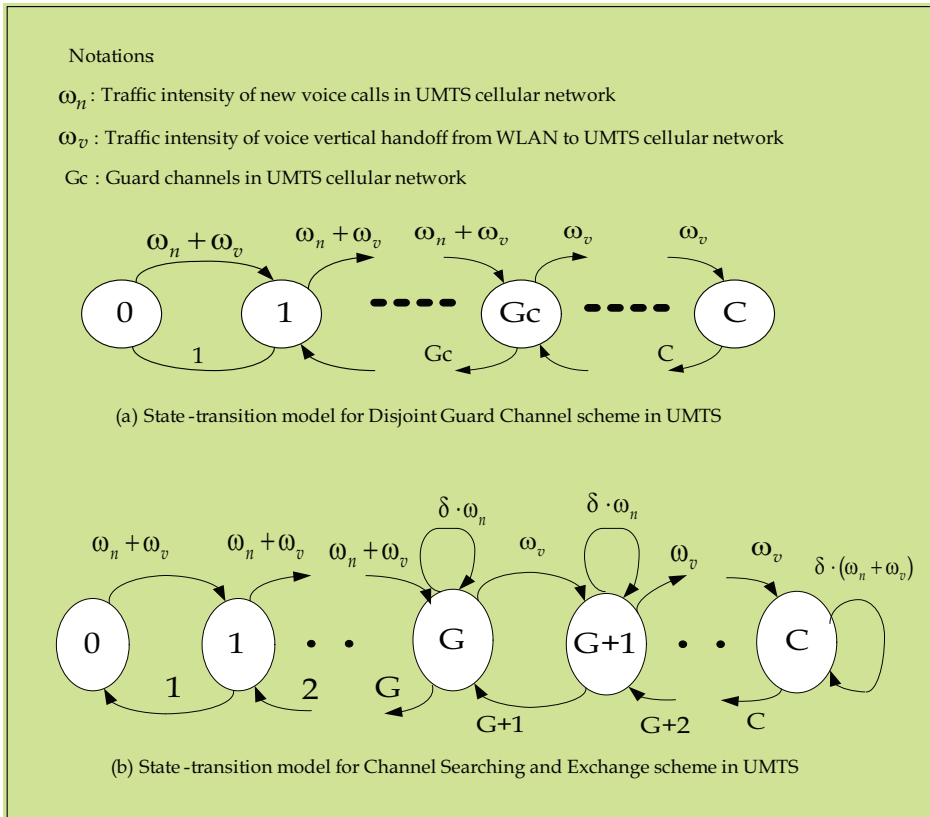 Notations:
ωn : Traffic intensity of new voice calls in UMTS cellular network
ωv : Traffic intensity of voice vertical handoff from WLAN to UMTS cellular network
Gc : Guard channels in UMTS cellular network
ωn + ωv
ωn + ωv
ωn + ωv
ωv
ωv
0
1
Gc
C
1
Gc
C
(a) State-transition model for Disjoint Guard Channel scheme in UMTS
δ · ωn
δ · ωn
ωn + ωv
ωn + ωv
ωn + ωv
ωv
ωv
ωv
δ · (ωn + ωv)
0
1
G
G+1
C
1
2
G
G+1
G+2
C
(b) State-transition model for Channel Searching and Exchange scheme in UMTS